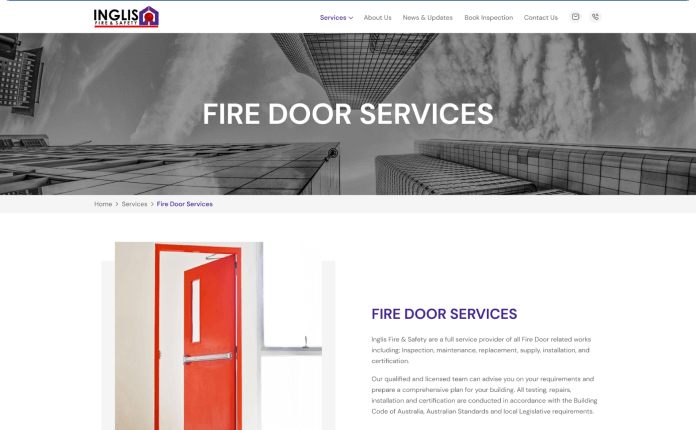 INGLIS
FIRE & SAFETY
Services
About Us
News & Updates
Book Inspection
Contact Us
FIRE DOOR SERVICES
Home > Services > Fire Door Services
FIRE DOOR SERVICES
Inglis Fire & Safety are a full service provider of all Fire Door related works
including; inspection, maintenance, replacement, supply, installation, and
certification.
Our qualified and licensed team can advise you on your requirements and
prepare a comprehensive plan for your building. All testing, repairs,
installation and certification are conducted in accordance with the Building
Code of Australia, Australian Standards and local Legislative requirements.